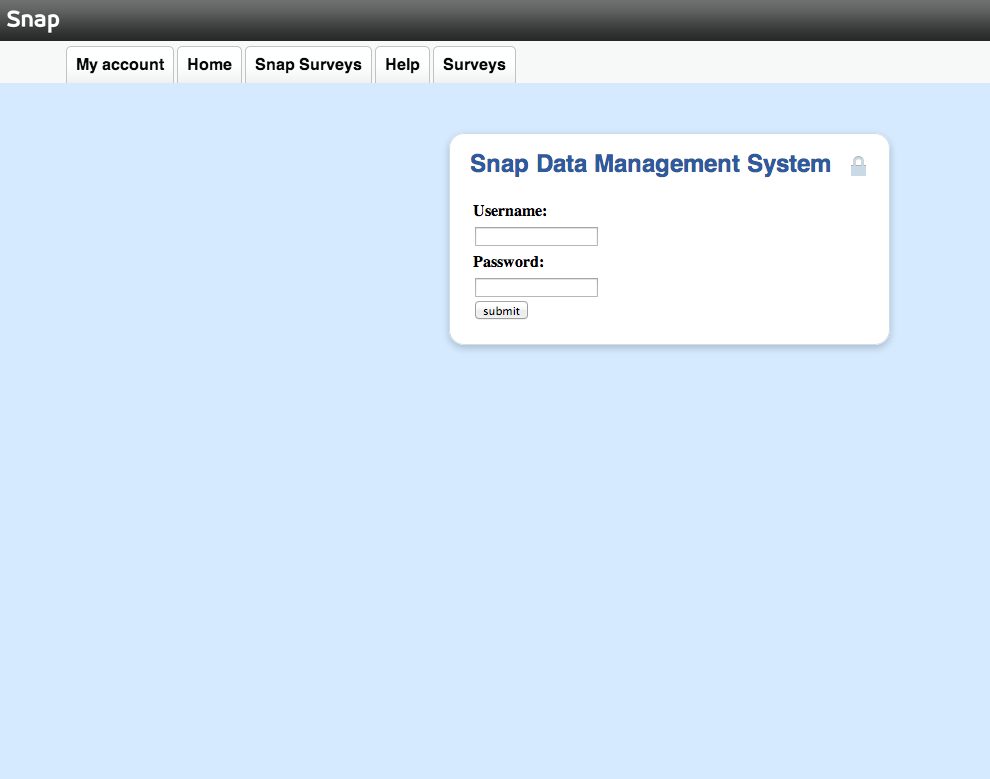 Snap
My account Home Snap Surveys Help Surveys
Snap Data Management System
Username:
Password:
submit